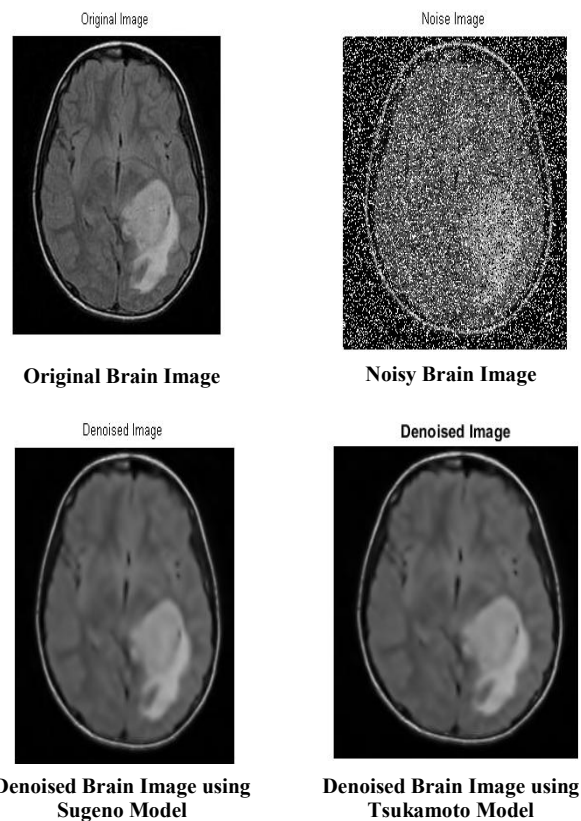 Original Image
Noise Image
Original Brain Image
Noisy Brain Image
Denoised Image
Denoised Image
Denoised Brain Image using
Sugeno Model
Denoised Brain Image using
Tsukamoto Model